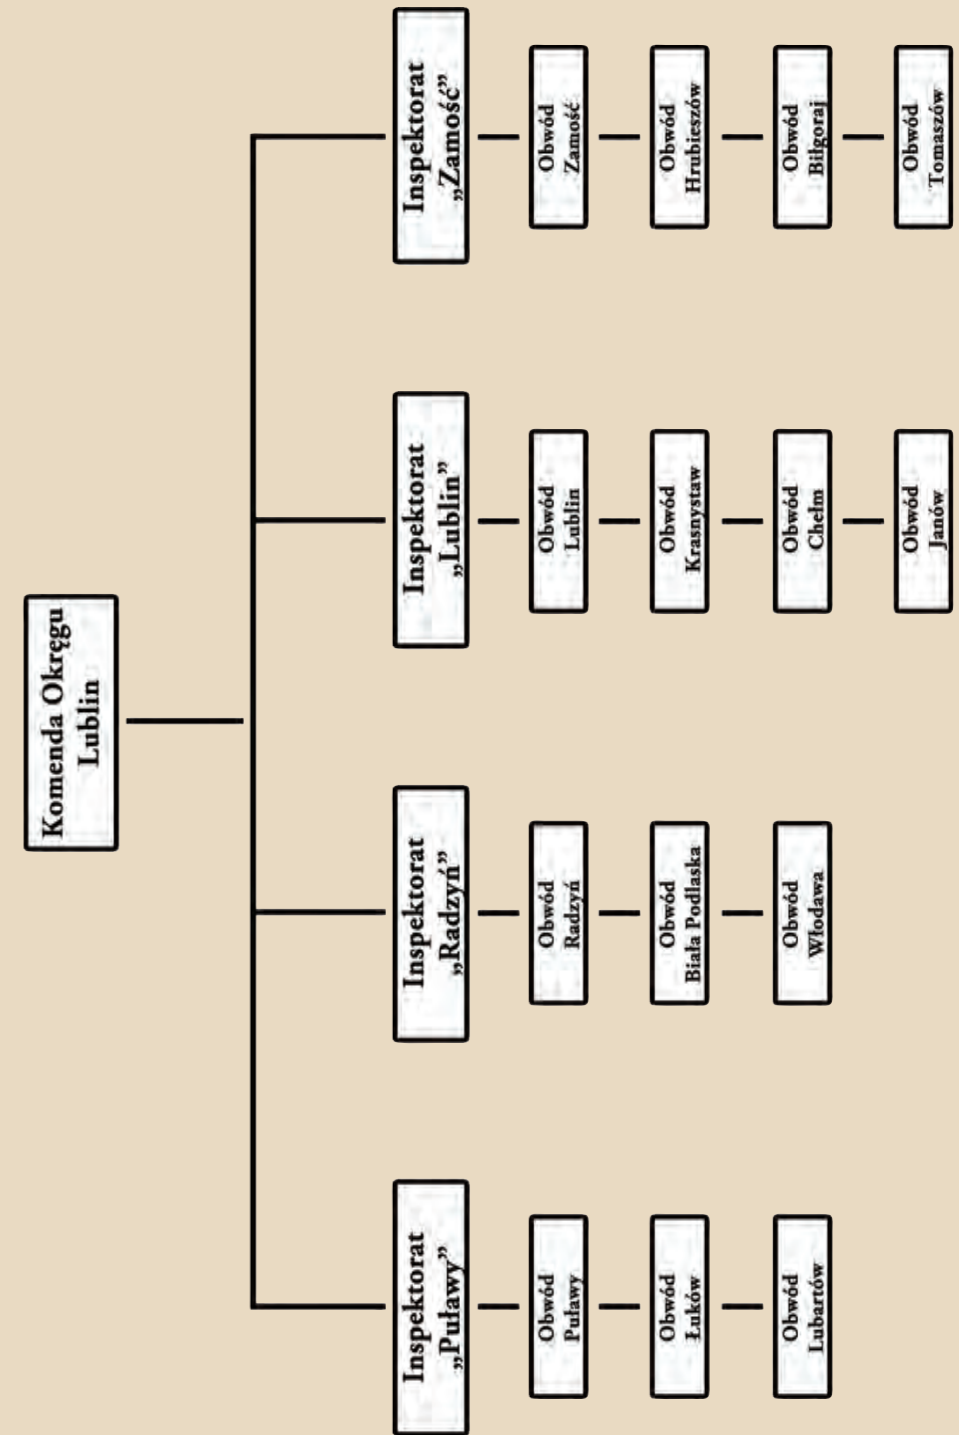 Komenda Okręgu
Lublin
Inspektorat
„Puławy”
Obwód
Puławy
Obwód
Łuków
Obwód
Lubartów
Inspektorat
„Radzyń”
Obwód
Radzyń
Obwód
Biała Podlaska
Obwód
Włodawa
Inspektorat
„Lublin”
Obwód
Lublin
Obwód
Krasnystaw
Obwód
Chełm
Obwód
Janów
Inspektorat
„Zamość”
Obwód
Zamość
Obwód
Hrubieszów
Obwód
Biłgoraj
Obwód
Tomaszów